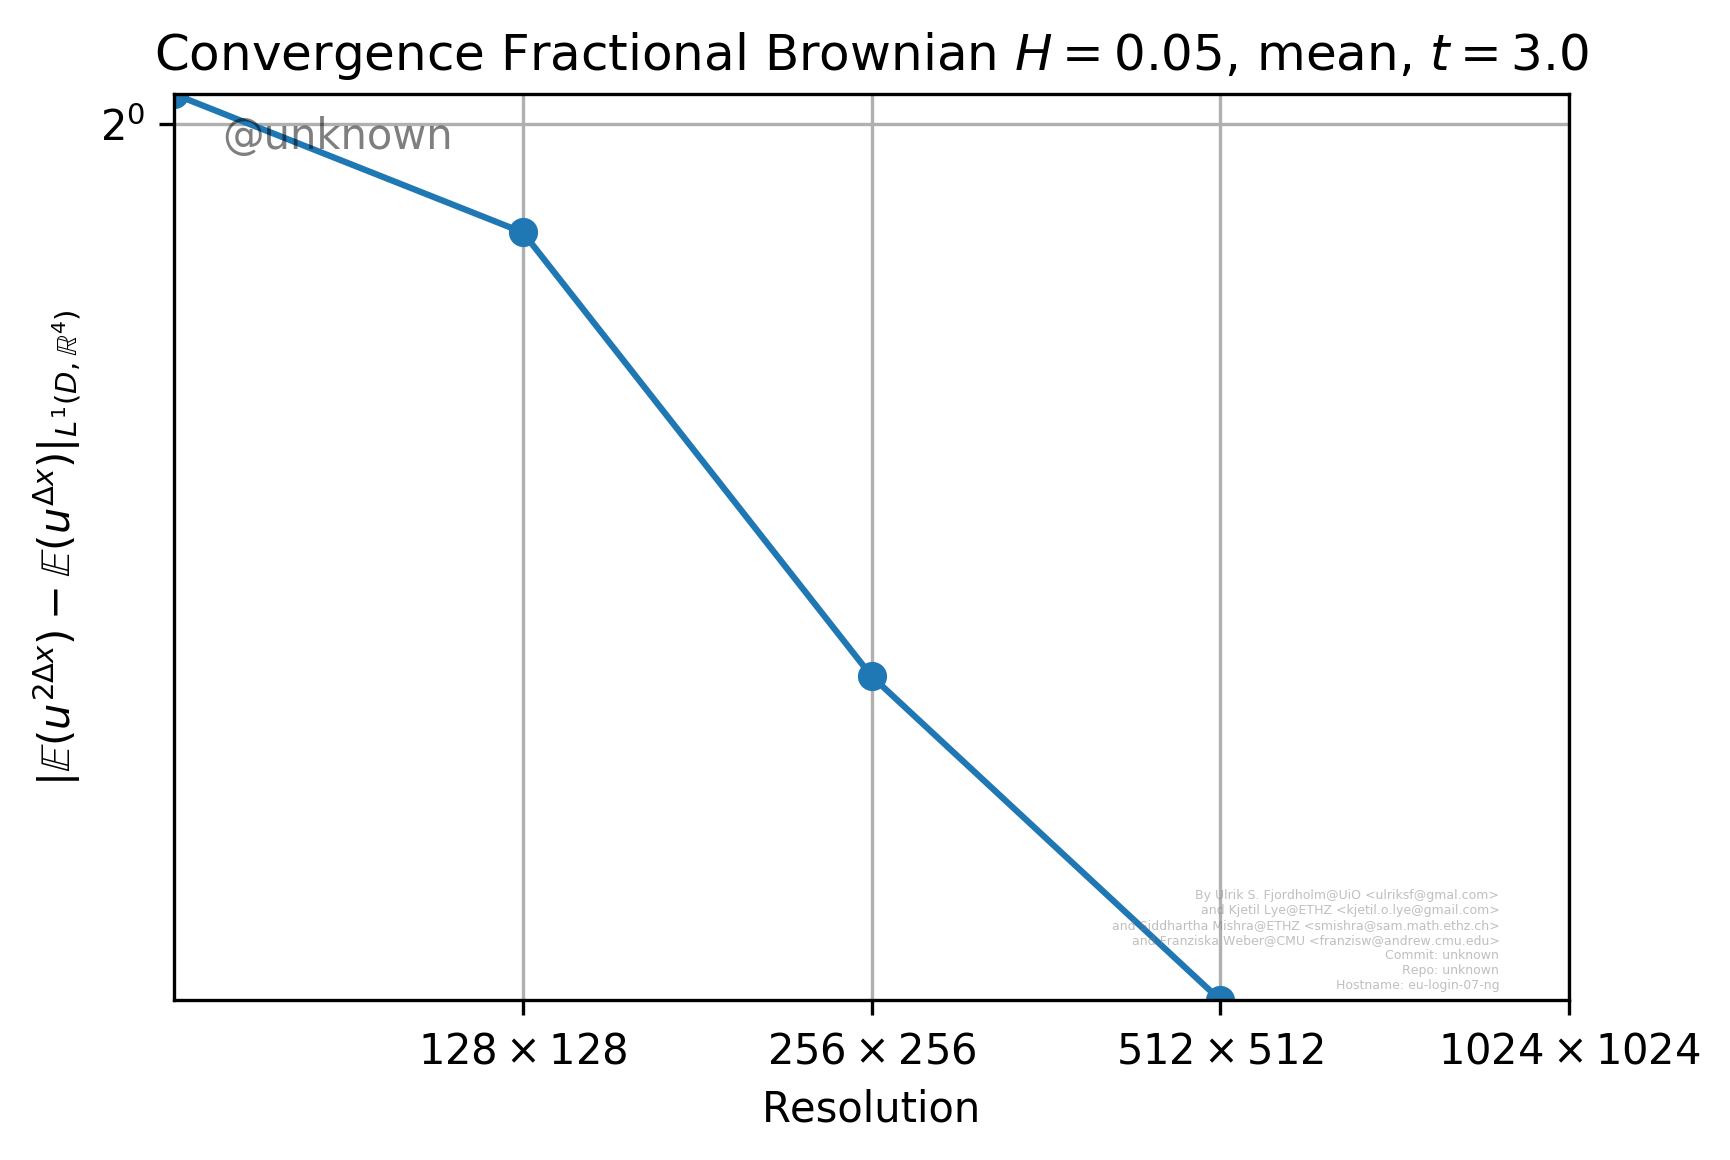 Convergence Fractional Brownian H = 0.05, mean, t = 3.0
2⁰
@unknown
|𝔼(u^{2Δx}) − 𝔼(u^{Δx})|_{L¹(D, ℝ⁴)}
By Ulrik S. Fjordholm@UiO <ulriksf@gmal.com>
and Kjetil Lye@ETHZ <kjetil.o.lye@gmail.com>
and Siddhartha Mishra@ETHZ <smishra@sam.math.ethz.ch>
and Franziska Weber@CMU <franzisw@andrew.cmu.edu>
Commit: unknown
Repo: unknown
Hostname: eu-login-07-ng
128 × 128 256 × 256 512 × 512 1024 × 1024
Resolution